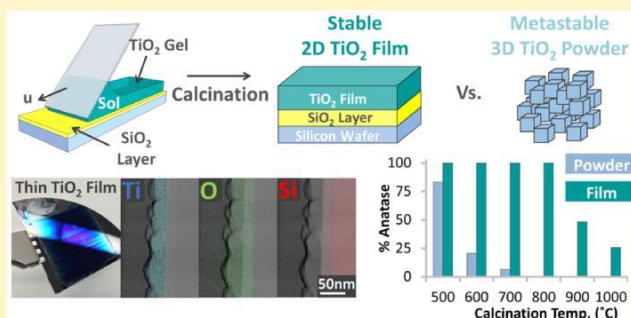 TiO₂ Gel
u
Sol
SiO₂
Layer
Calcination
Stable
2D TiO₂ Film
TiO₂ Film
SiO₂ Layer
Silicon Wafer
Vs.
Metastable
3D TiO₂ Powder
Thin TiO₂ Film
Ti
O
Si
50nm
% Anatase
100
75
50
25
0
Powder
Film
500 600 700 800 900 1000
Calcination Temp. (˚C)